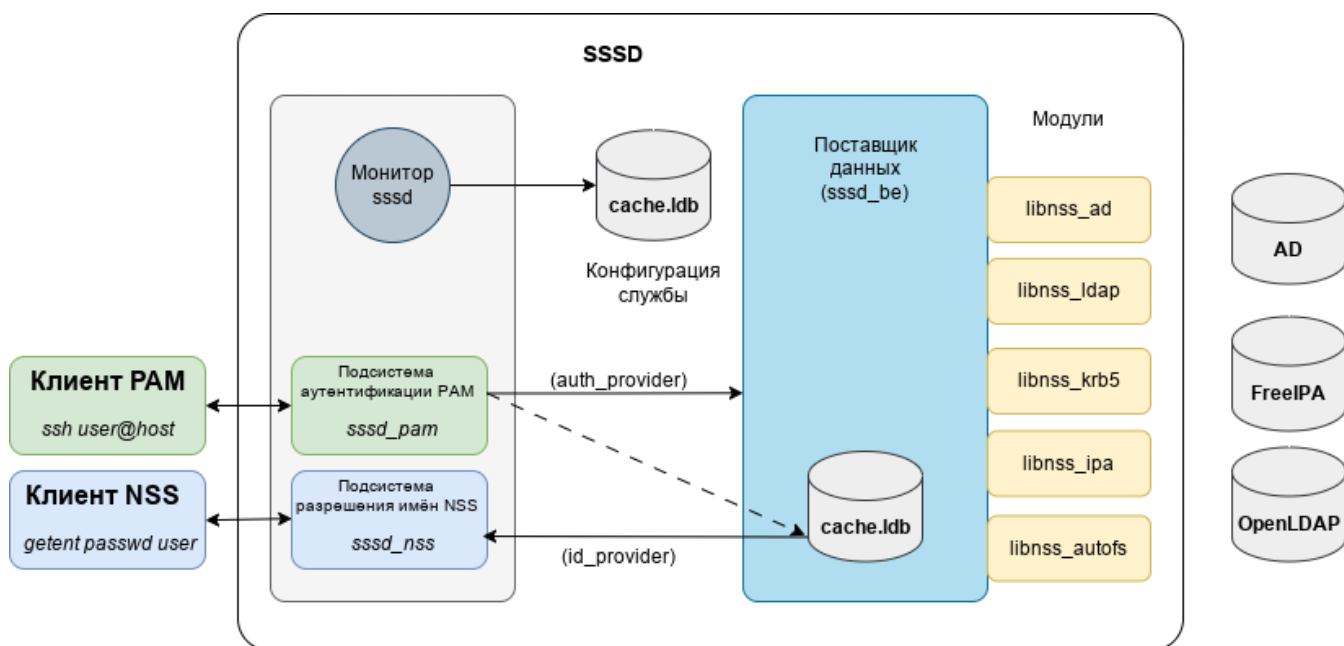 SSSD
Монитор
sssd
cache.ldb
Конфигурация
службы
Поставщик
данных
(sssd_be)
Модули
libnss_ad
libnss_ldap
libnss_krb5
libnss_ipa
libnss_autofs
AD
FreeIPA
OpenLDAP
Клиент PAM
ssh user@host
Подсистема
аутентификации PAM
sssd_pam
(auth_provider)
Клиент NSS
getent passwd user
Подсистема
разрешения имён NSS
sssd_nss
(id_provider)
cache.ldb